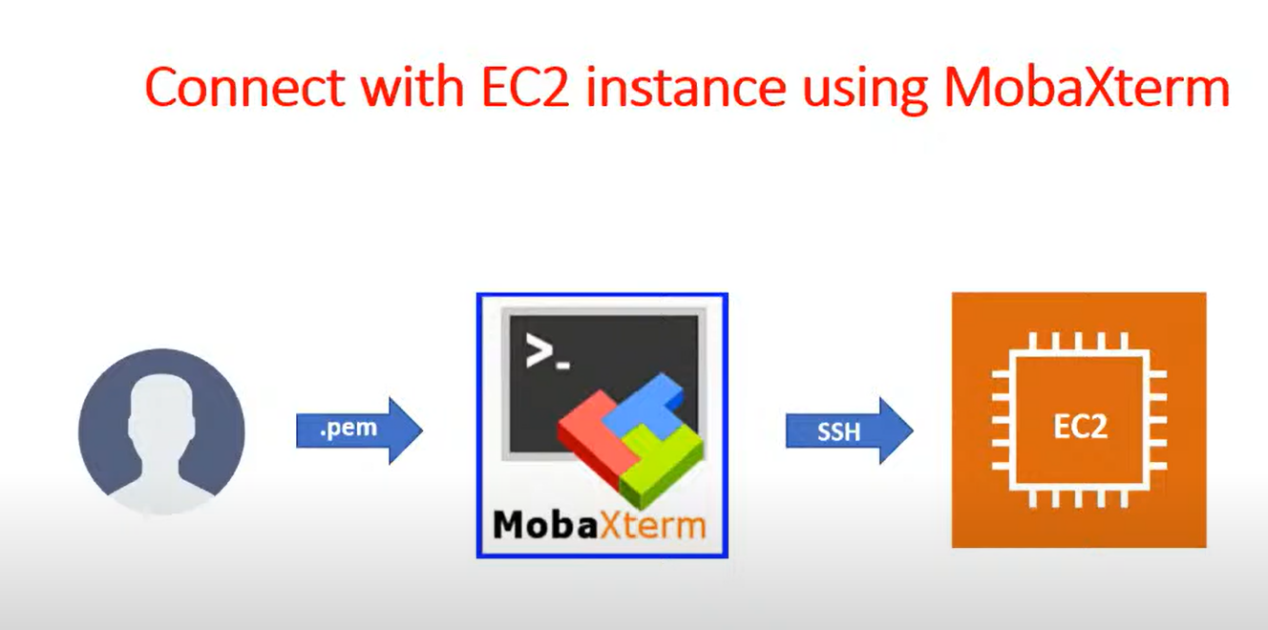 Connect with EC2 instance using MobaXterm
.pem
>_
MobaXterm
SSH
EC2